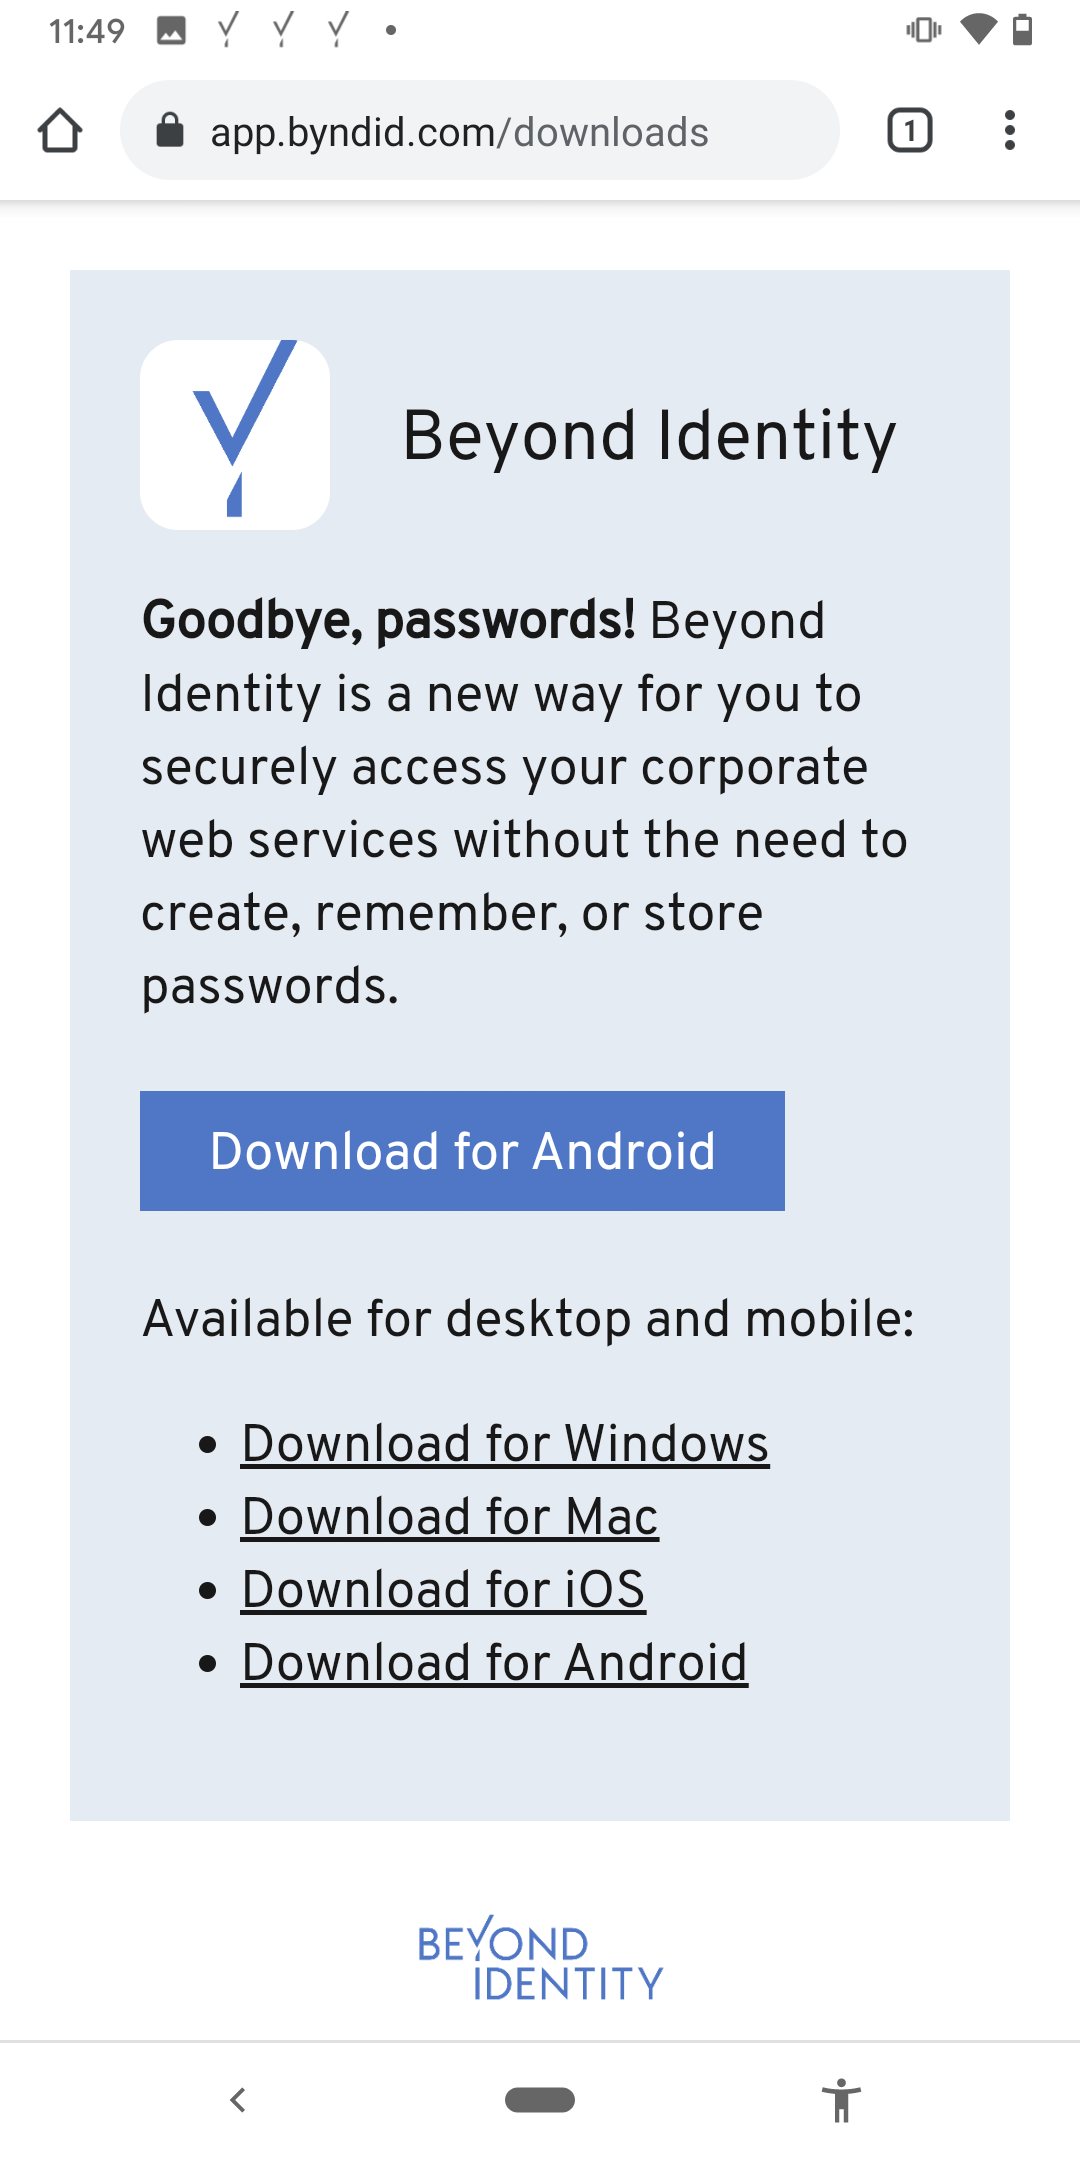 11:49
app.byndid.com/downloads
1
Beyond Identity
Goodbye, passwords! Beyond
Identity is a new way for you to
securely access your corporate
web services without the need to
create, remember, or store
passwords.
Download for Android
Available for desktop and mobile:
Download for Windows
Download for Mac
Download for iOS
Download for Android
BEYOND
IDENTITY